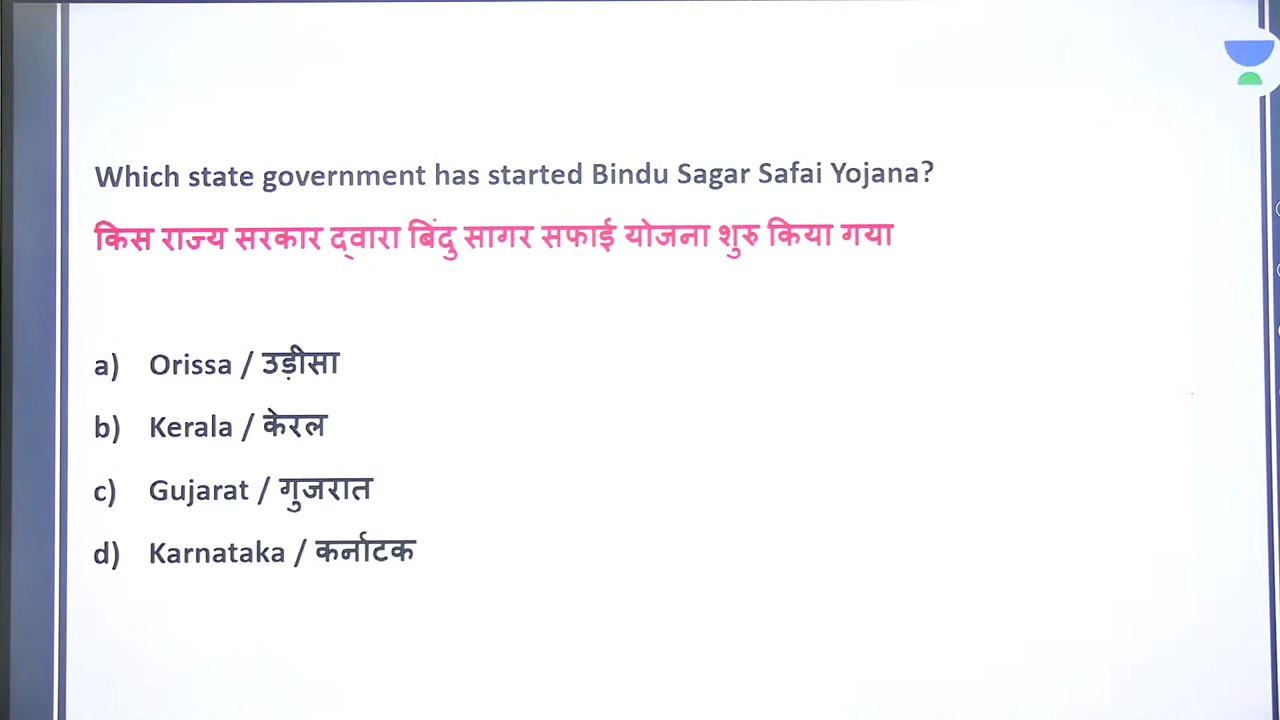 Which state government has started Bindu Sagar Safai Yojana?
किस राज्य सरकार द्वारा बिंदु सागर सफाई योजना शुरु किया गया
a) Orissa / उड़ीसा
b) Kerala / केरल
c) Gujarat / गुजरात
d) Karnataka / कर्नाटक